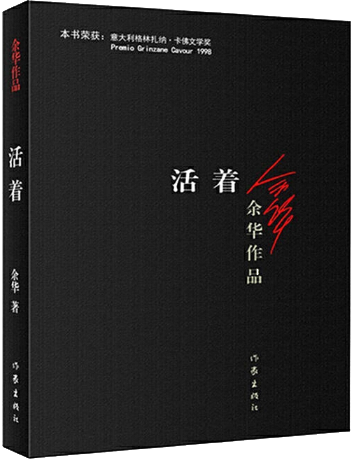 余华作品
活着
余华 著
本书荣获：意大利格林扎纳·卡佛文学奖
Premio Grinzane Cavour 1998
活着
余华
余华作品
作家出版社
作家出版社